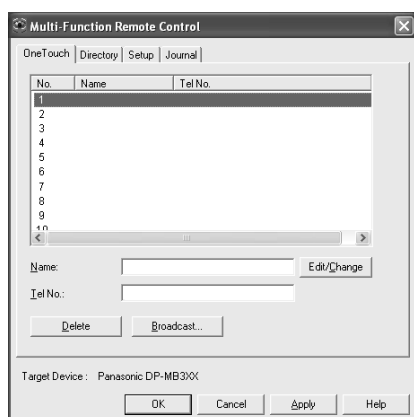 Multi-Function Remote Control
OneTouch Directory Setup Journal
No. Name Tel No.
1
2
3
4
5
6
7
8
9
10
Name: Edit/Change
Tel No.:
Delete Broadcast...
Target Device : Panasonic DP-MB3XX
OK Cancel Apply Help